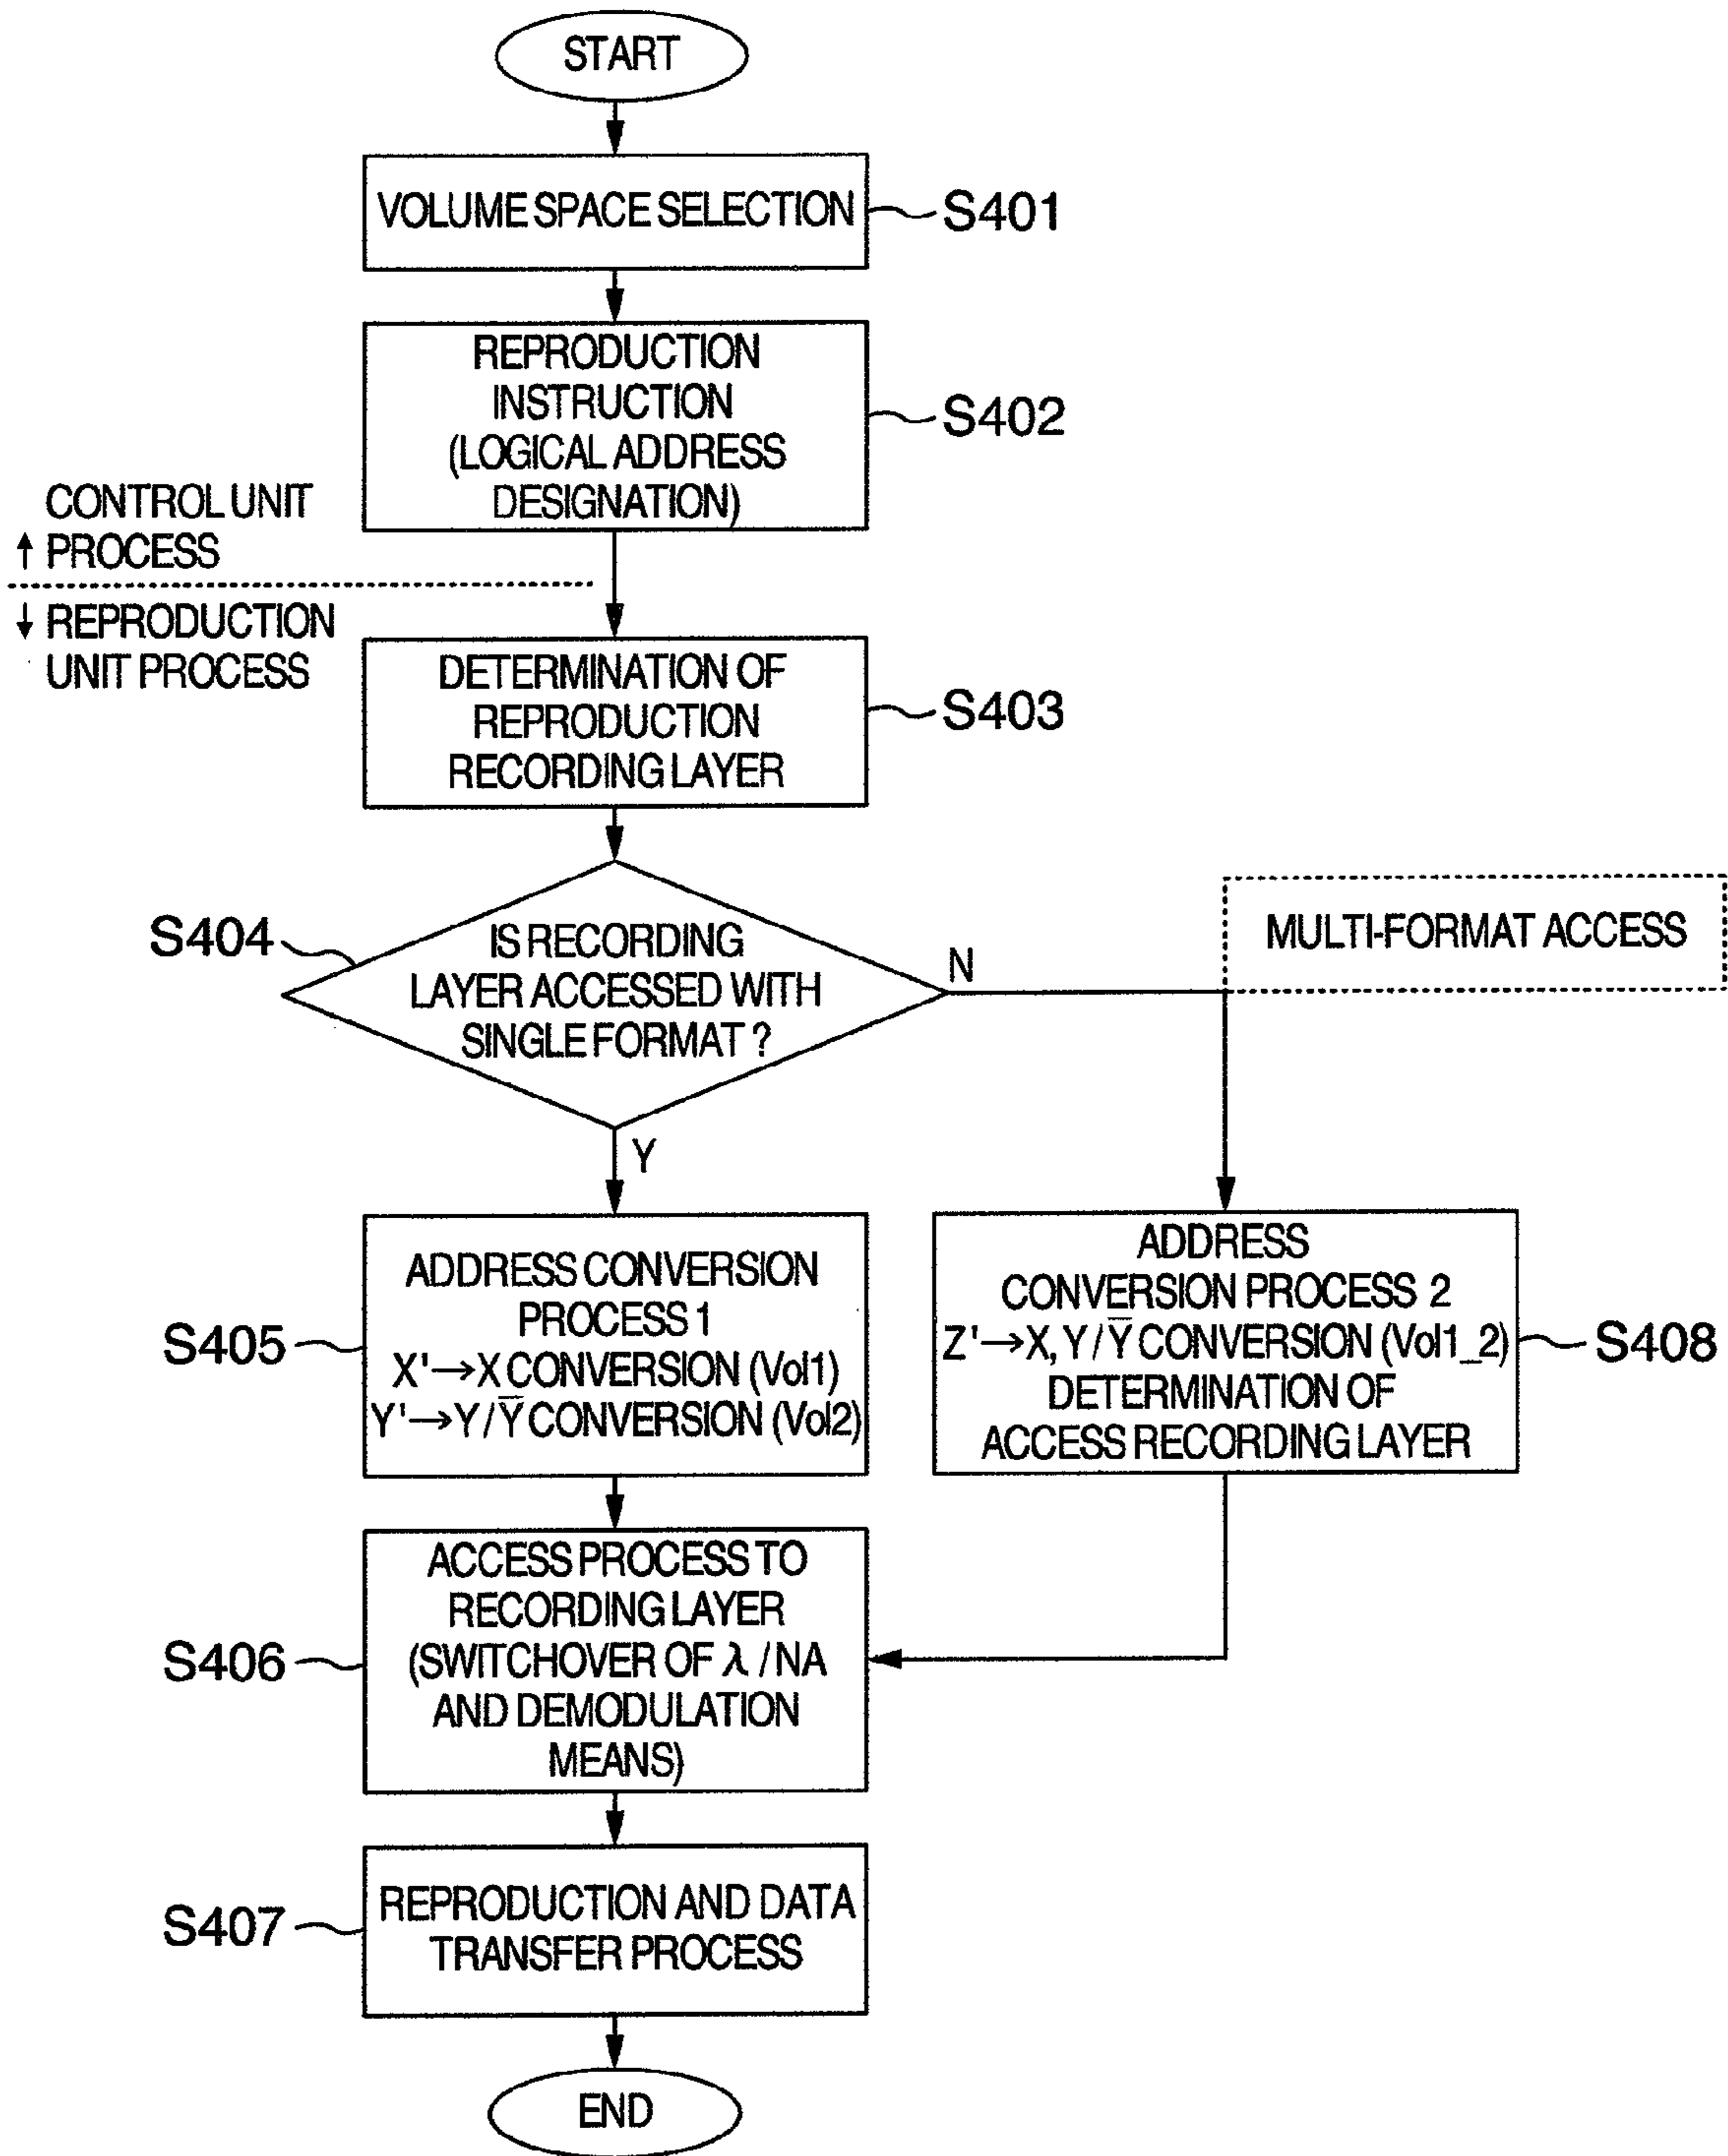 START
VOLUME SPACE SELECTION
S401
REPRODUCTION
INSTRUCTION
(LOGICAL ADDRESS
DESIGNATION)
S402
CONTROL UNIT
↑ PROCESS
↓ REPRODUCTION
UNIT PROCESS
DETERMINATION OF
REPRODUCTION
RECORDING LAYER
S403
S404
IS RECORDING
LAYER ACCESSED WITH
SINGLE FORMAT ?
N
MULTI-FORMAT ACCESS
Y
ADDRESS CONVERSION
PROCESS 1
X'→X CONVERSION (Vol1)
Y'→Y/Y̅ CONVERSION (Vol2)
S405
ADDRESS
CONVERSION PROCESS 2
Z'→X, Y/Y̅ CONVERSION (Vol1_2)
DETERMINATION OF
ACCESS RECORDING LAYER
S408
ACCESS PROCESS TO
RECORDING LAYER
(SWITCHOVER OF λ/NA
AND DEMODULATION
MEANS)
S406
REPRODUCTION AND DATA
TRANSFER PROCESS
S407
END